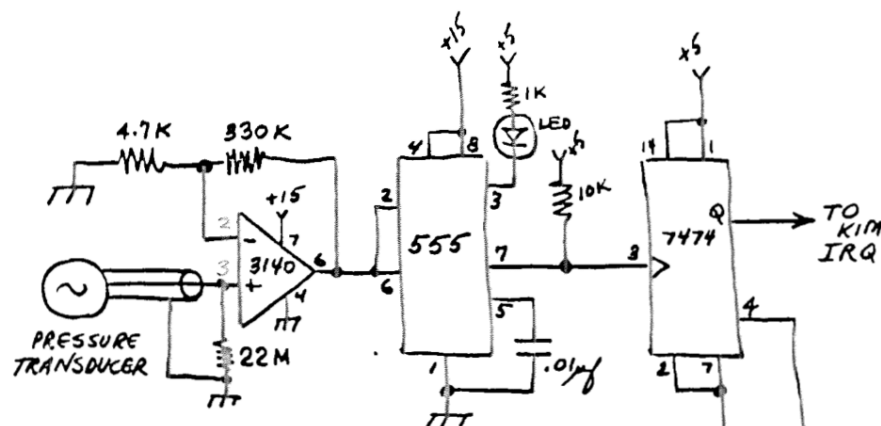 +15
+5
+5
1K
LED
4.7K
330K
+5
4
8
14
1
+15
2
3
10K
2
-
7
3140
6
555
7
3
7474
Q
TO
KIM
IRQ
3
+
4
6
5
4
PRESSURE
TRANSDUCER
22M
1
.01µf
2
7